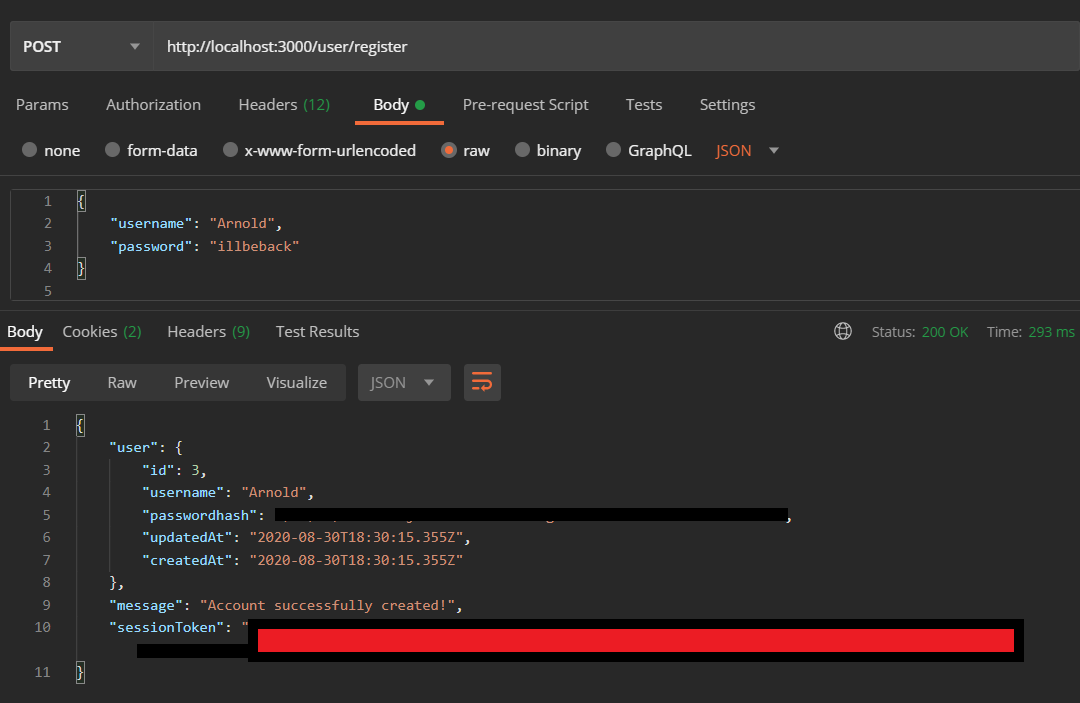 POST http://localhost:3000/user/register
Params Authorization Headers (12) Body Pre-request Script Tests Settings
none form-data x-www-form-urlencoded raw binary GraphQL JSON
1 {
2 "username": "Arnold",
3 "password": "illbeback"
4 }
5
Body Cookies (2) Headers (9) Test Results Status: 200 OK Time: 293 ms
Pretty Raw Preview Visualize JSON
1 {
2 "user": {
3 "id": 3,
4 "username": "Arnold",
5 "passwordhash": ,
6 "updatedAt": "2020-08-30T18:30:15.355Z",
7 "createdAt": "2020-08-30T18:30:15.355Z"
8 },
9 "message": "Account successfully created!",
10 "sessionToken": "
11 }